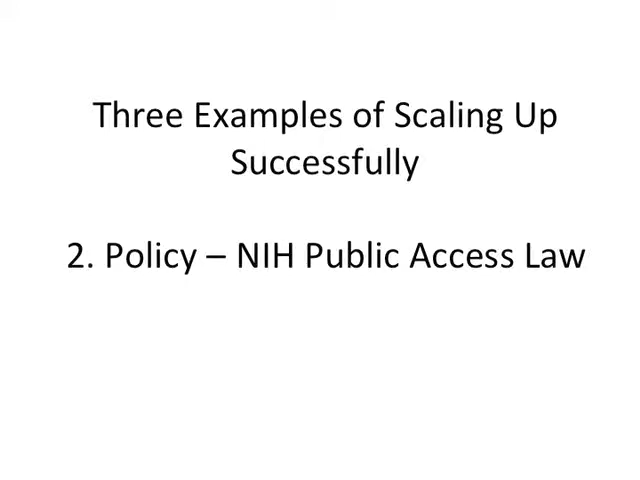 Three Examples of Scaling Up
Successfully
2. Policy – NIH Public Access Law